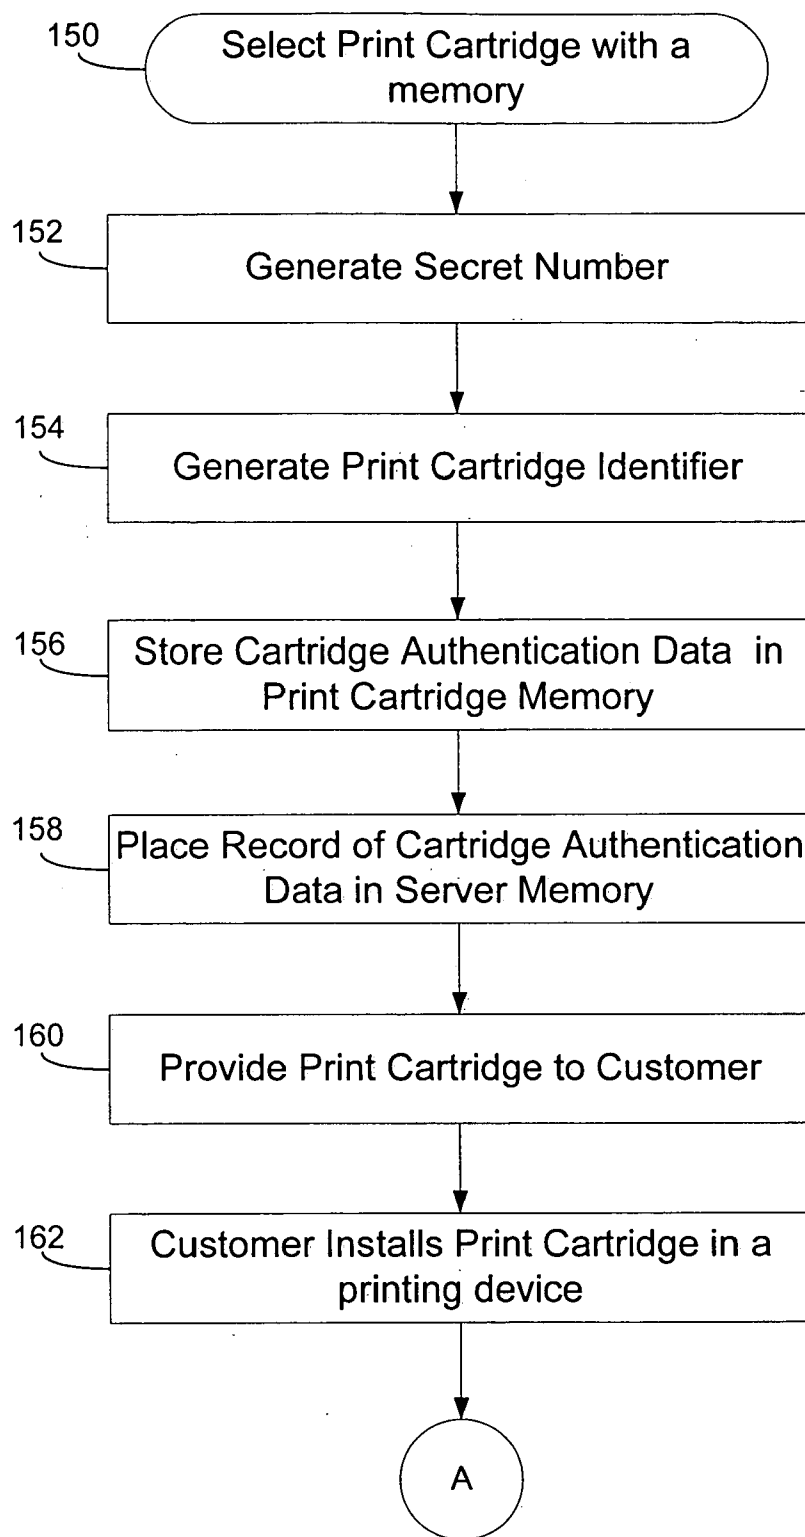 150
Select Print Cartridge with a
memory
152
Generate Secret Number
154
Generate Print Cartridge Identifier
156
Store Cartridge Authentication Data in
Print Cartridge Memory
158
Place Record of Cartridge Authentication
Data in Server Memory
160
Provide Print Cartridge to Customer
162
Customer Installs Print Cartridge in a
printing device
A